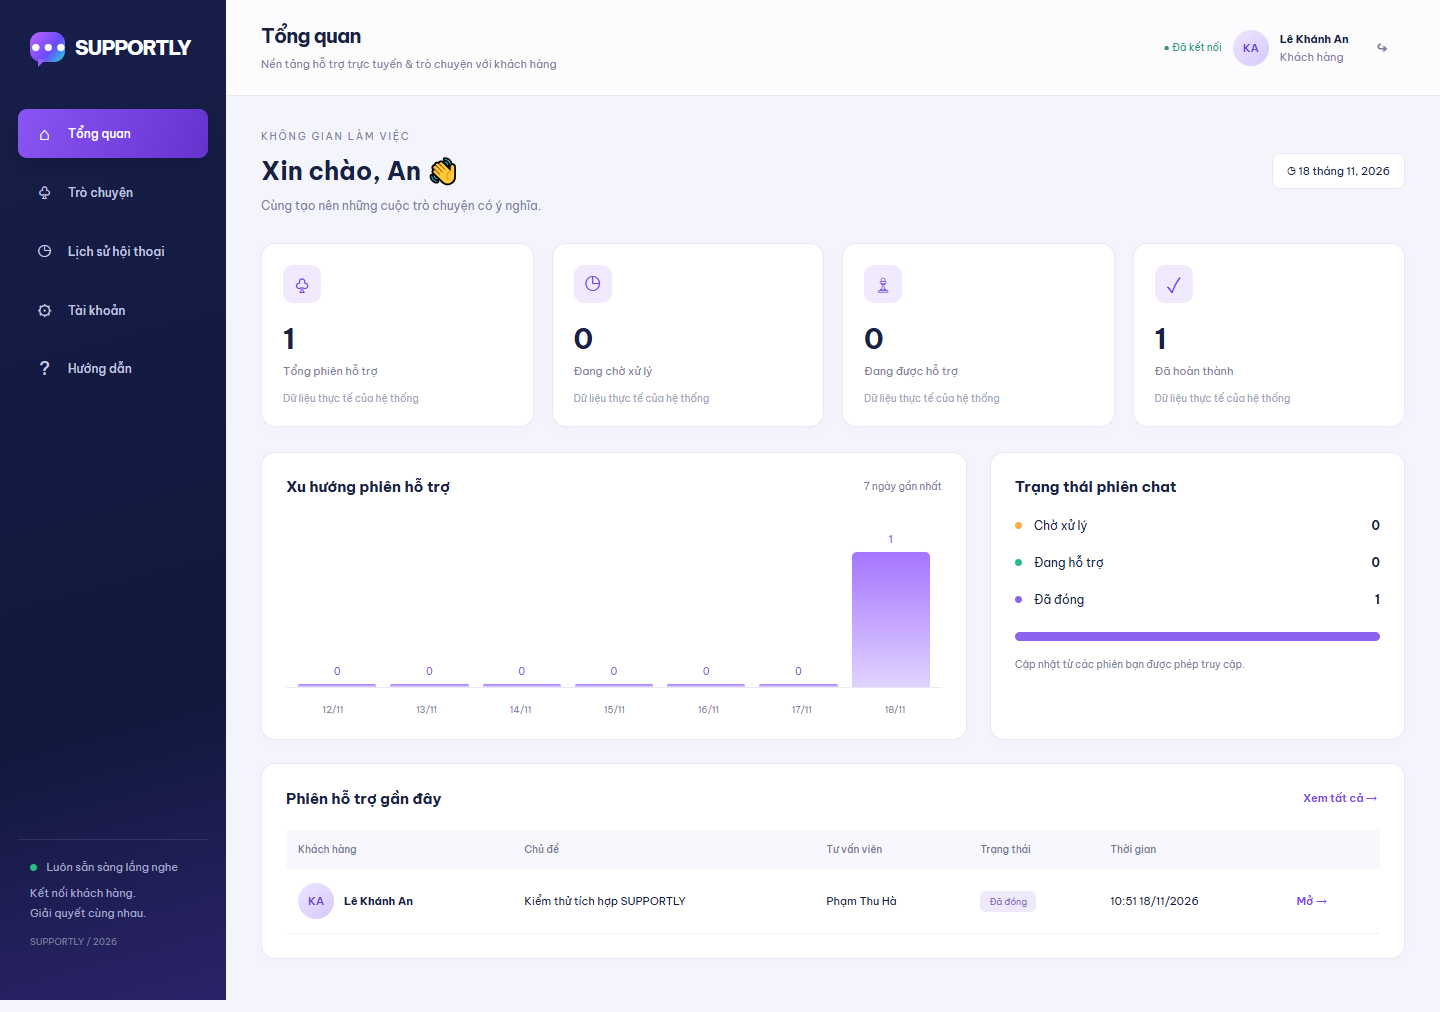 SUPPORTLY
Tổng quan
Trò chuyện
Lịch sử hội thoại
Tài khoản
? Hướng dẫn
Luôn sẵn sàng lắng nghe
Kết nối khách hàng.
Giải quyết cùng nhau.
SUPPORTLY / 2026
Tổng quan
Nền tảng hỗ trợ trực tuyến & trò chuyện với khách hàng
Đã kết nối
KA
Lê Khánh An
Khách hàng
KHÔNG GIAN LÀM VIỆC
Xin chào, An 👋
Cùng tạo nên những cuộc trò chuyện có ý nghĩa.
18 tháng 11, 2026
1
Tổng phiên hỗ trợ
Dữ liệu thực tế của hệ thống
0
Đang chờ xử lý
Dữ liệu thực tế của hệ thống
0
Đang được hỗ trợ
Dữ liệu thực tế của hệ thống
1
Đã hoàn thành
Dữ liệu thực tế của hệ thống
Xu hướng phiên hỗ trợ
7 ngày gần nhất
0 0 0 0 0 0 1
12/11 13/11 14/11 15/11 16/11 17/11 18/11
Trạng thái phiên chat
Chờ xử lý 0
Đang hỗ trợ 0
Đã đóng 1
Cập nhật từ các phiên bạn được phép truy cập.
Phiên hỗ trợ gần đây
Xem tất cả →
Khách hàng Chủ đề Tư vấn viên Trạng thái Thời gian
KA Lê Khánh An Kiểm thử tích hợp SUPPORTLY Phạm Thu Hà Đã đóng 10:51 18/11/2026 Mở →